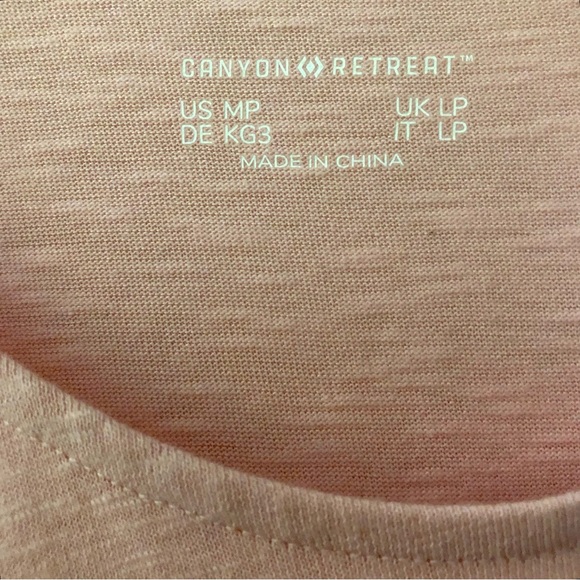 CANYON RETREAT™
US MP UK LP
DE KG3 IT LP
MADE IN CHINA